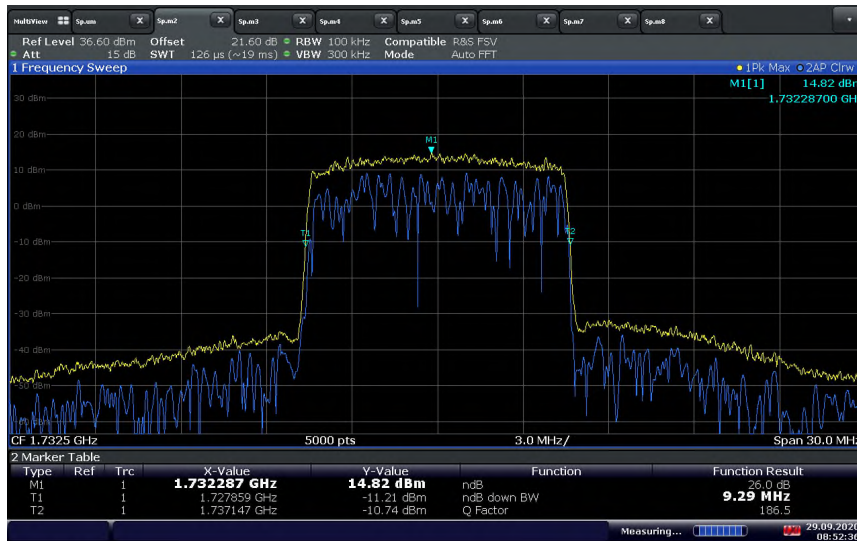 MultiView Sp.um X Sp.m2 X Sp.m3 X Sp.m4 X Sp.m5 X Sp.m6 X Sp.m7 X Sp.m8 X
Ref Level 36.60 dBm Offset 21.60 dB RBW 100 kHz Compatible R&S FSV
Att 15 dB SWT 126 µs (~19 ms) VBW 300 kHz Mode Auto FFT
1 Frequency Sweep 1Pk Max 2AP Clrw
M1[1] 14.82 dBm
1.73228700 GH
30 dBm
20 dBm
M1
10 dBm
0 dBm
T1 T2
-10 dBm
-20 dBm
-30 dBm
-40 dBm
-50 dBm
CF 1.7325 GHz 5000 pts 3.0 MHz/ Span 30.0 MHz
2 Marker Table
Type Ref Trc X-Value Y-Value Function Function Result
M1 1 1.732287 GHz 14.82 dBm ndB 26.0 dB
T1 1 1.727859 GHz -11.21 dBm ndB down BW 9.29 MHz
T2 1 1.737147 GHz -10.74 dBm Q Factor 186.5
Measuring... 29.09.2020
08:52:36